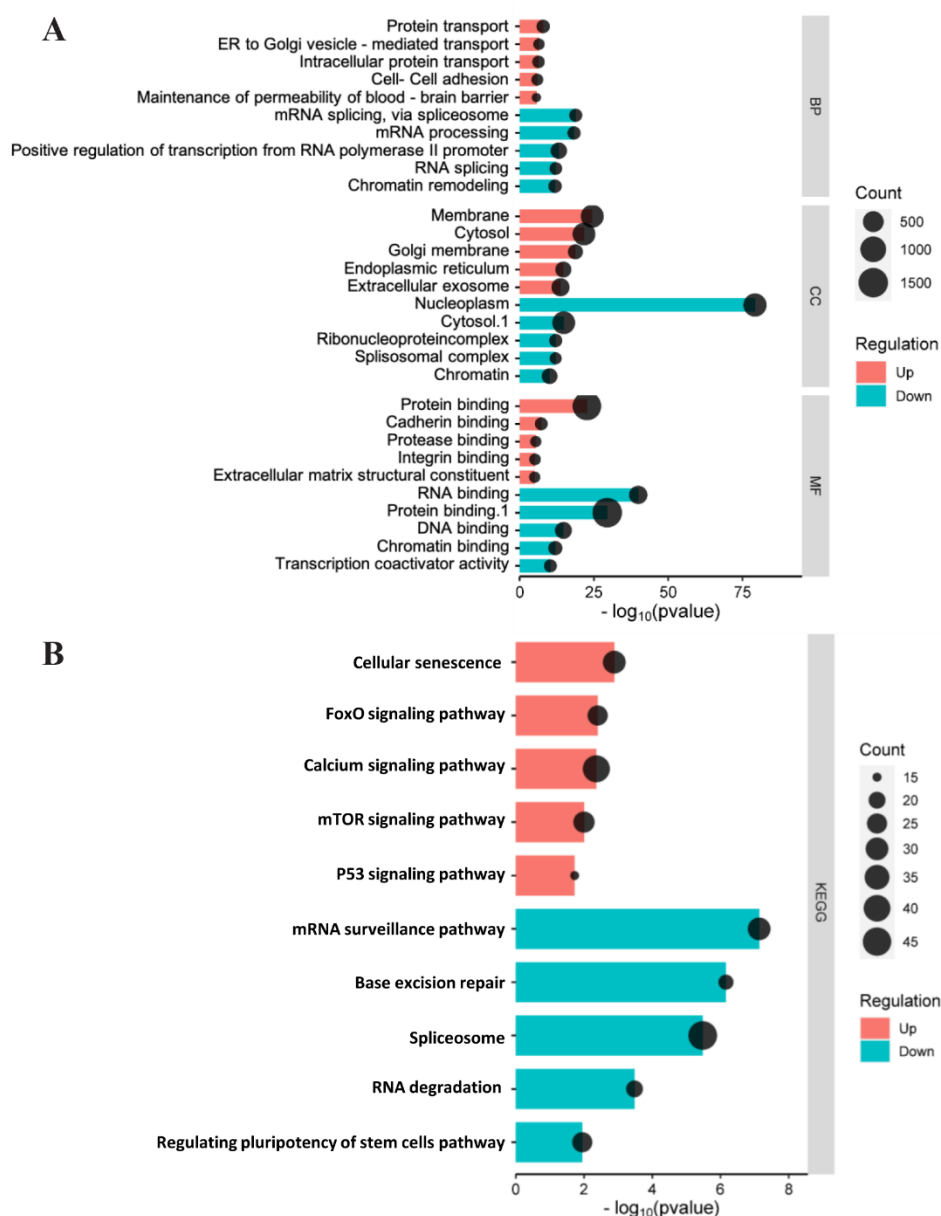 A
Protein transport
ER to Golgi vesicle - mediated transport
Intracellular protein transport
Cell- Cell adhesion
Maintenance of permeability of blood - brain barrier
mRNA splicing, via spliceosome
mRNA processing
Positive regulation of transcription from RNA polymerase II promoter
RNA splicing
Chromatin remodeling
BP
Membrane
Cytosol
Golgi membrane
Endoplasmic reticulum
Extracellular exosome
Nucleoplasm
Cytosol.1
Ribonucleoproteincomplex
Splisosomal complex
Chromatin
CC
Protein binding
Cadherin binding
Protease binding
Integrin binding
Extracellular matrix structural constituent
RNA binding
Protein binding.1
DNA binding
Chromatin binding
Transcription coactivator activity
MF
0 25 50 75
- log10(pvalue)
Count
500
1000
1500
Regulation
Up
Down
B
Cellular senescence
FoxO signaling pathway
Calcium signaling pathway
mTOR signaling pathway
P53 signaling pathway
mRNA surveillance pathway
Base excision repair
Spliceosome
RNA degradation
Regulating pluripotency of stem cells pathway
KEGG
0 2 4 6 8
- log10(pvalue)
Count
15
20
25
30
35
40
45
Regulation
Up
Down